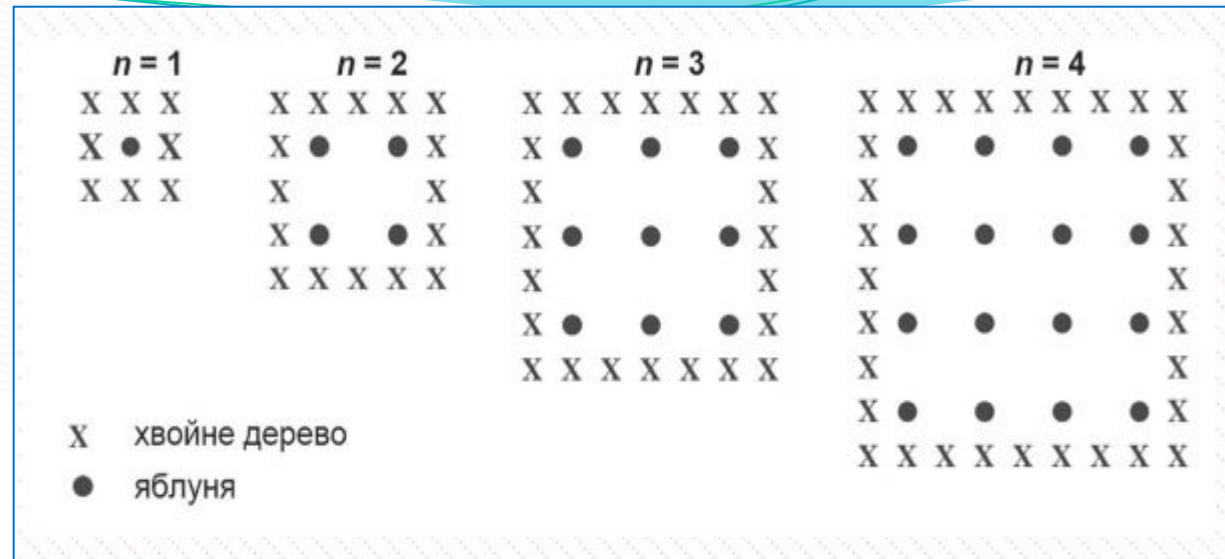 n = 1 n = 2 n = 3 n = 4
X X X X X X X X X X X X X X X X X X X X X X X X
X ● X X ● ● X X ● ● ● X X ● ● ● ● X
X X X X X X X X X
X ● ● X X ● ● ● X X ● ● ● ● X
X X X X X X X X X
X ● ● ● X X ● ● ● ● X
X X X X X X X X X
X ● ● ● ● X
X X X X X X X X X
X хвойне дерево
● яблуня